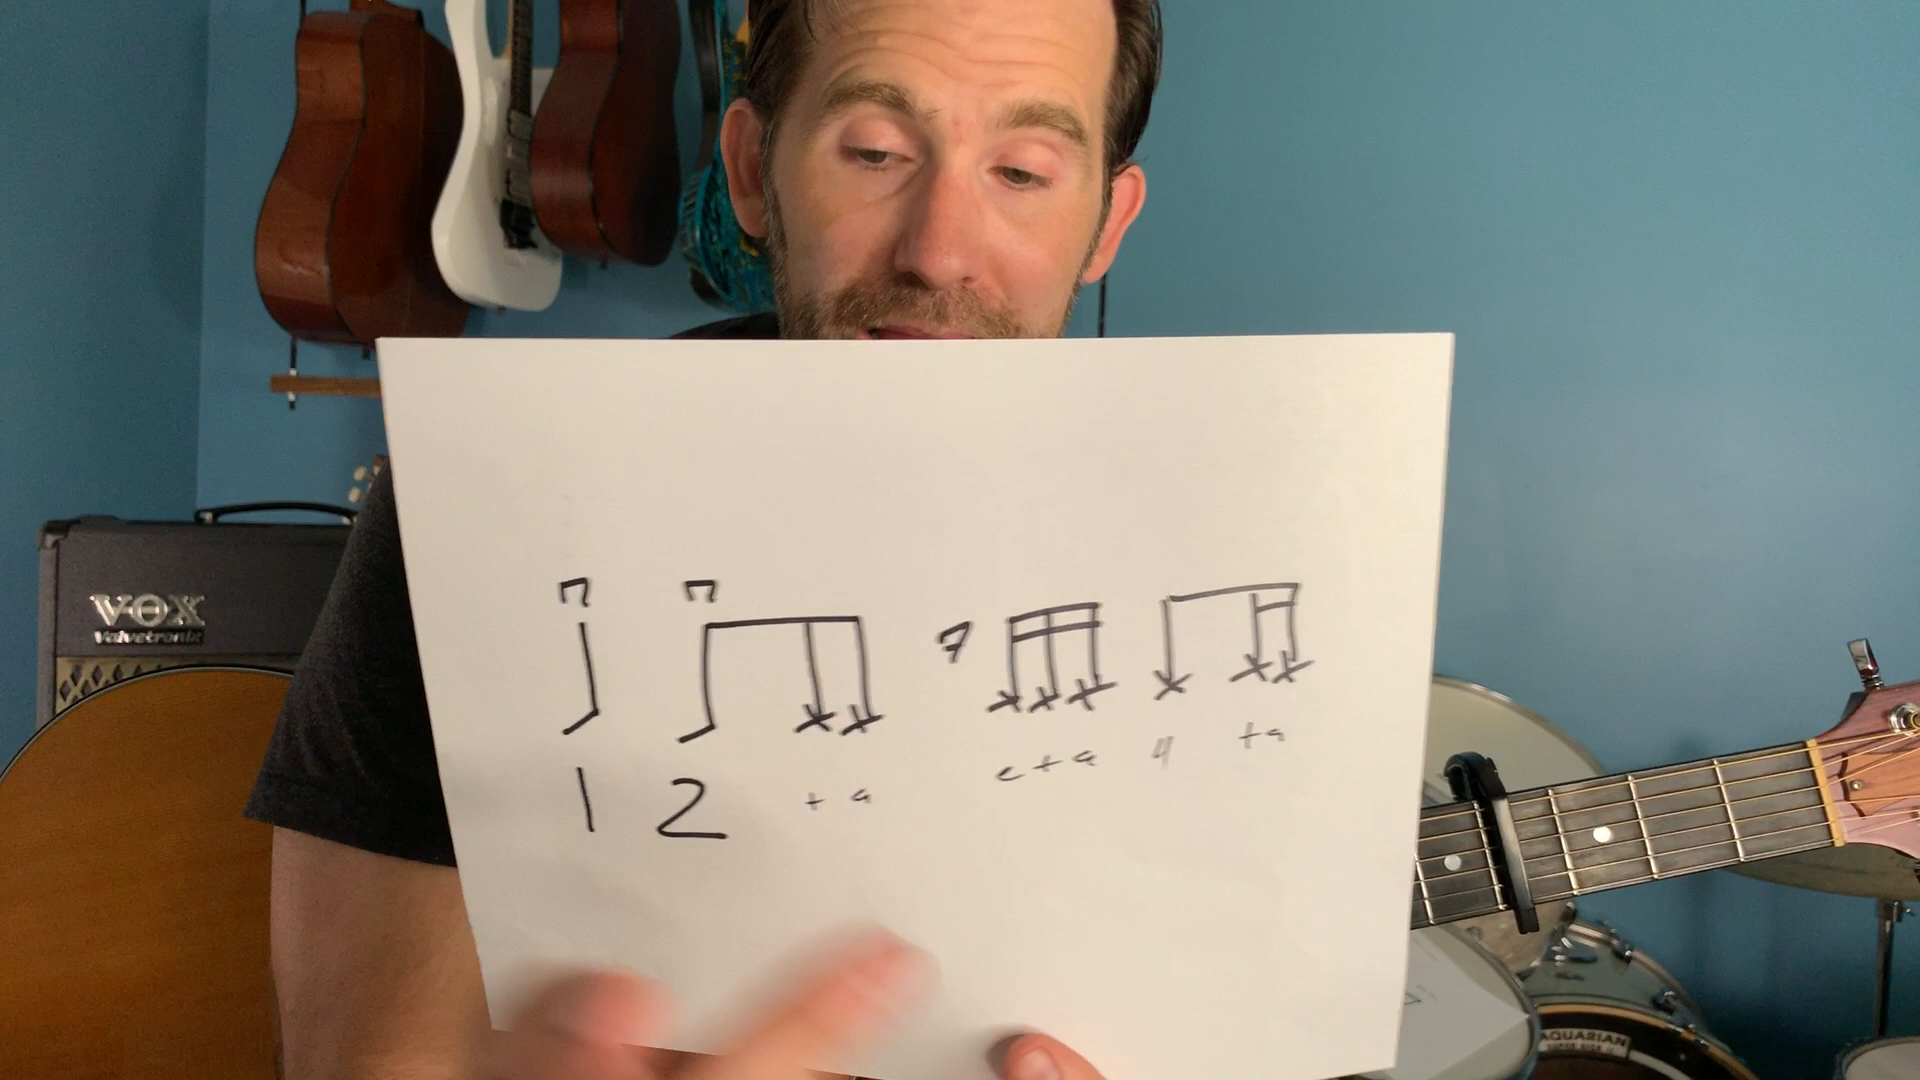 VOX
Valvetronix
1 2 + a e + a 4 + a
AQUARIAN